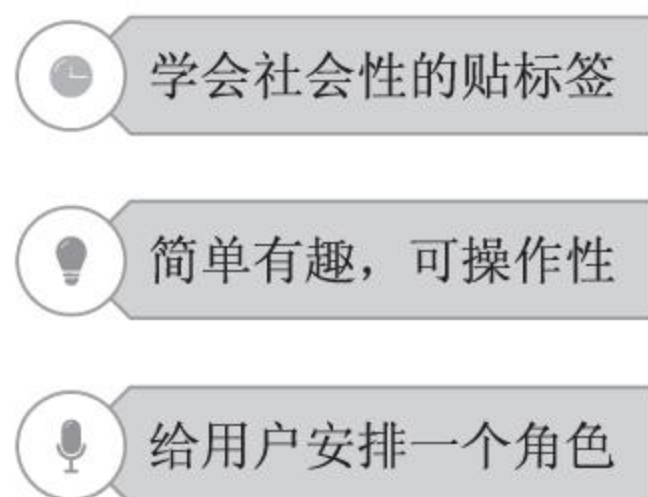 学会社会性的贴标签
简单有趣，可操作性
给用户安排一个角色